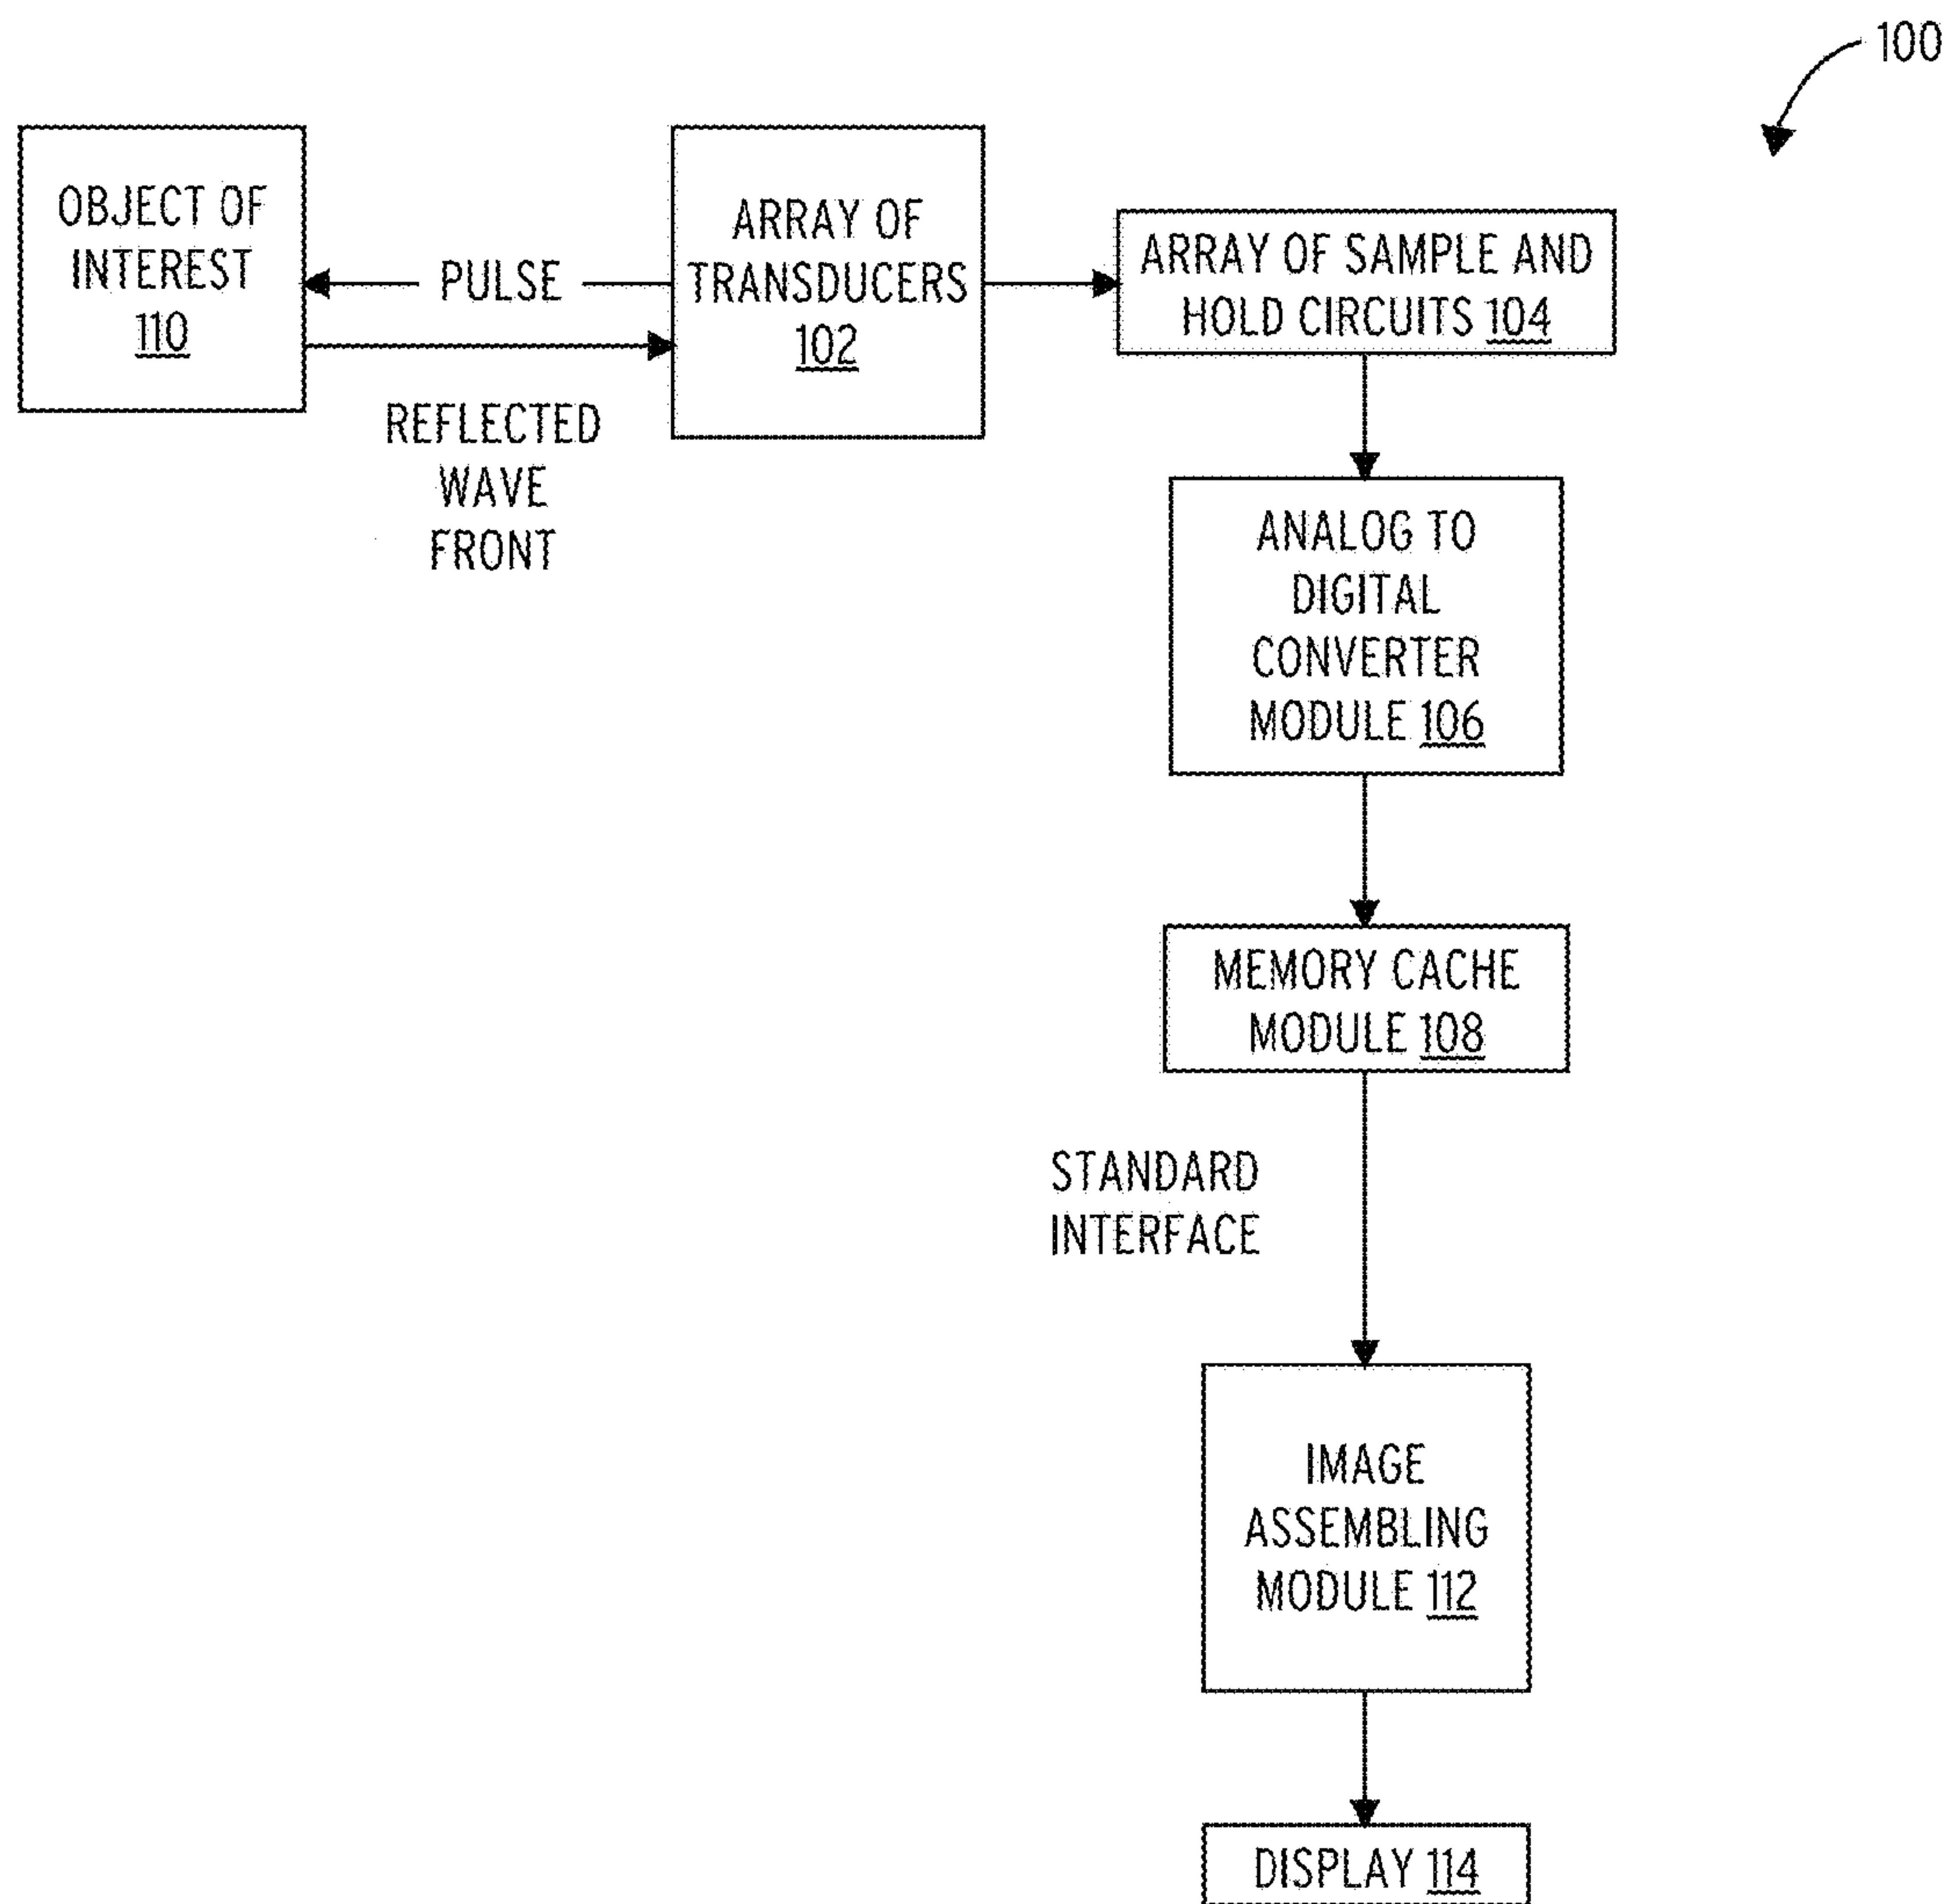 100
OBJECT OF
INTEREST
110
PULSE
REFLECTED
WAVE
FRONT
ARRAY OF
TRANSDUCERS
102
ARRAY OF SAMPLE AND
HOLD CIRCUITS 104
ANALOG TO
DIGITAL
CONVERTER
MODULE 106
MEMORY CACHE
MODULE 108
STANDARD
INTERFACE
IMAGE
ASSEMBLING
MODULE 112
DISPLAY 114